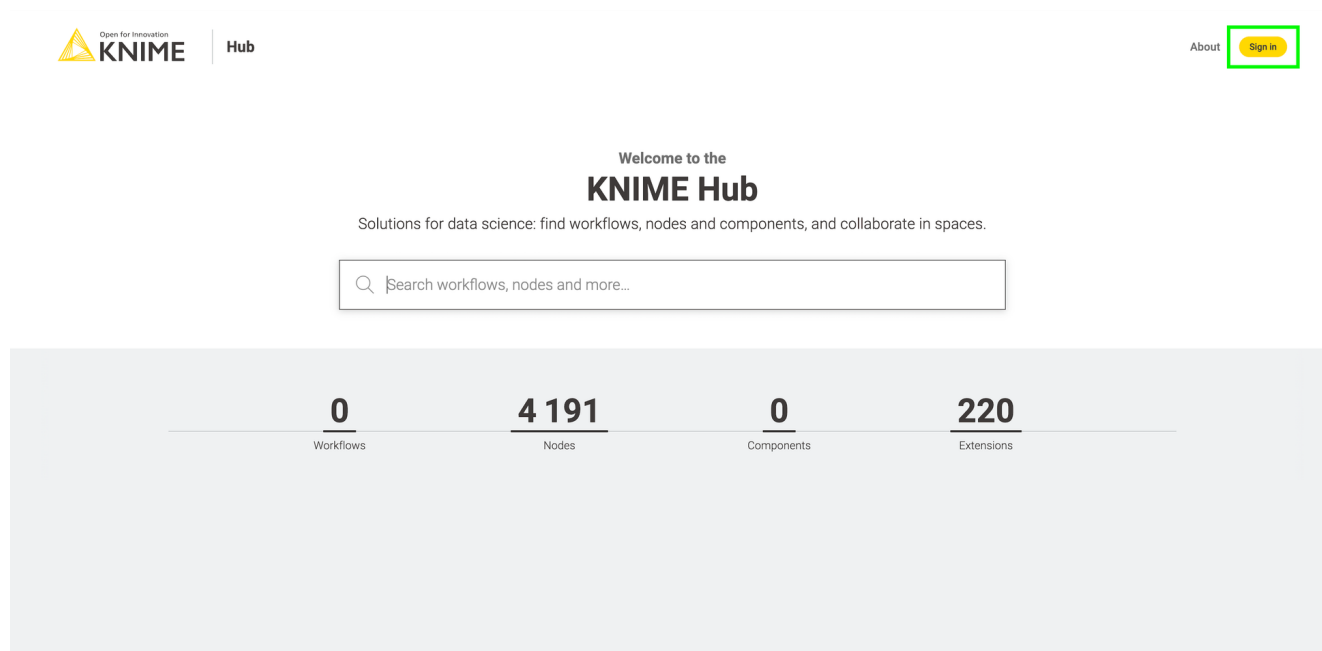 Open for Innovation
KNIME
Hub
About
Sign in
Welcome to the
KNIME Hub
Solutions for data science: find workflows, nodes and components, and collaborate in spaces.
Search workflows, nodes and more...
0
Workflows
4 191
Nodes
0
Components
220
Extensions